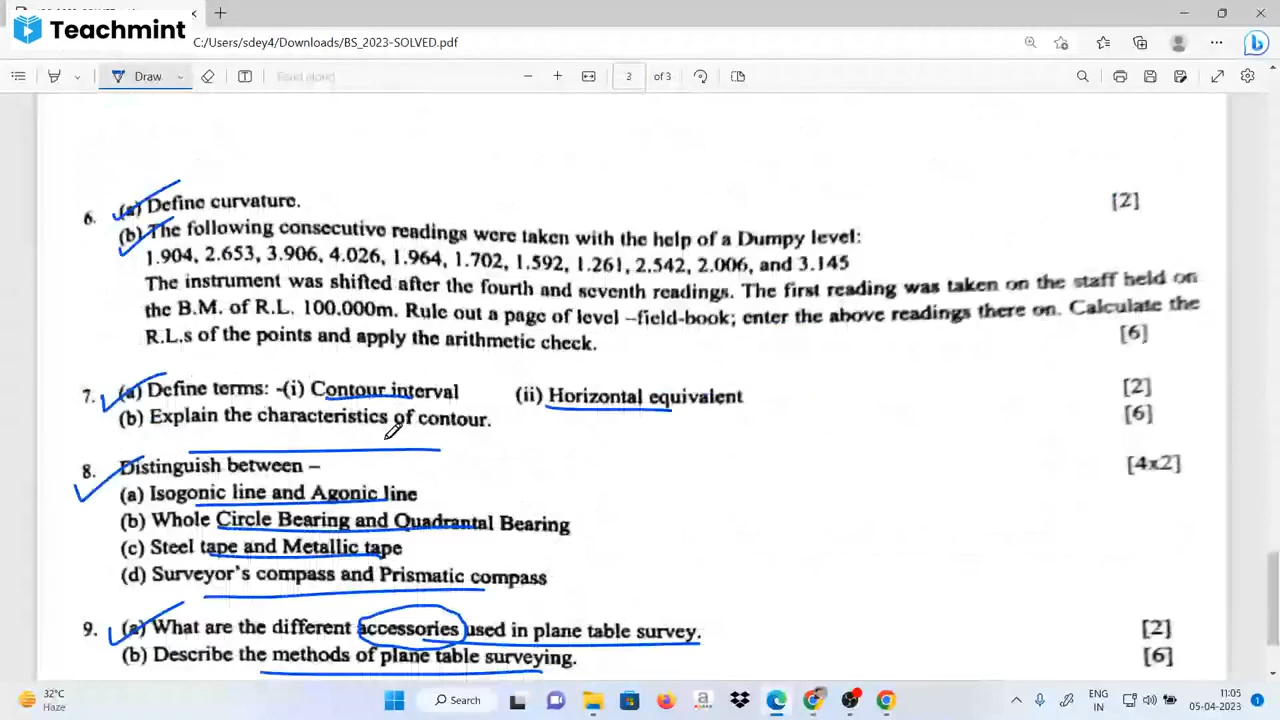 Teachmint
C:/Users/sdey4/Downloads/BS_2023-SOLVED.pdf
Draw
Read aloud
3 of 3
6. (a) Define curvature. [2]
(b) The following consecutive readings were taken with the help of a Dumpy level:
1.904, 2.653, 3.906, 4.026, 1.964, 1.702, 1.592, 1.261, 2.542, 2.006, and 3.145
The instrument was shifted after the fourth and seventh readings. The first reading was taken on the staff held on
the B.M. of R.L. 100.000m. Rule out a page of level –field-book; enter the above readings there on. Calculate the
R.L.s of the points and apply the arithmetic check. [6]
7. (a) Define terms: -(i) Contour interval (ii) Horizontal equivalent [2]
(b) Explain the characteristics of contour. [6]
8. Distinguish between – [4x2]
(a) Isogonic line and Agonic line
(b) Whole Circle Bearing and Quadrantal Bearing
(c) Steel tape and Metallic tape
(d) Surveyor's compass and Prismatic compass
9. (a) What are the different accessories used in plane table survey. [2]
(b) Describe the methods of plane table surveying. [6]
32°C
Haze
Search
ENG
IN
1:05
05-04-2023